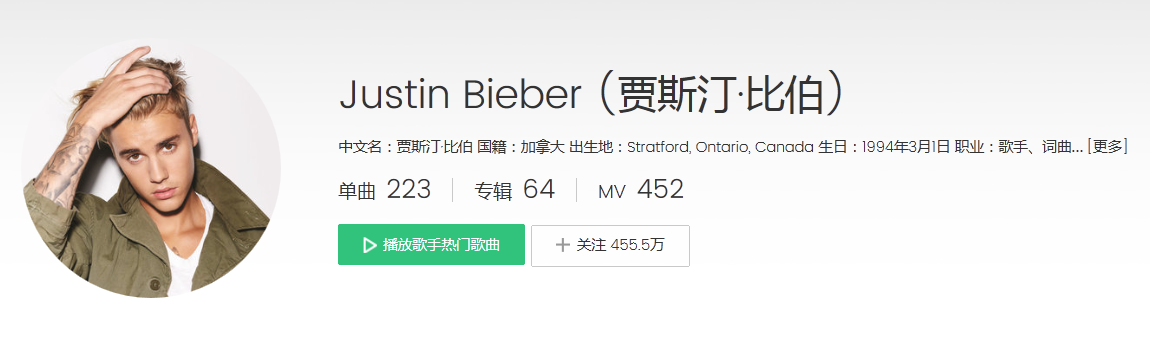 Justin Bieber (贾斯汀·比伯)
中文名：贾斯汀·比伯 国籍：加拿大 出生地：Stratford, Ontario, Canada 生日：1994年3月1日 职业：歌手、词曲... [更多]
单曲 223 专辑 64 MV 452
播放歌手热门歌曲 关注 455.5万